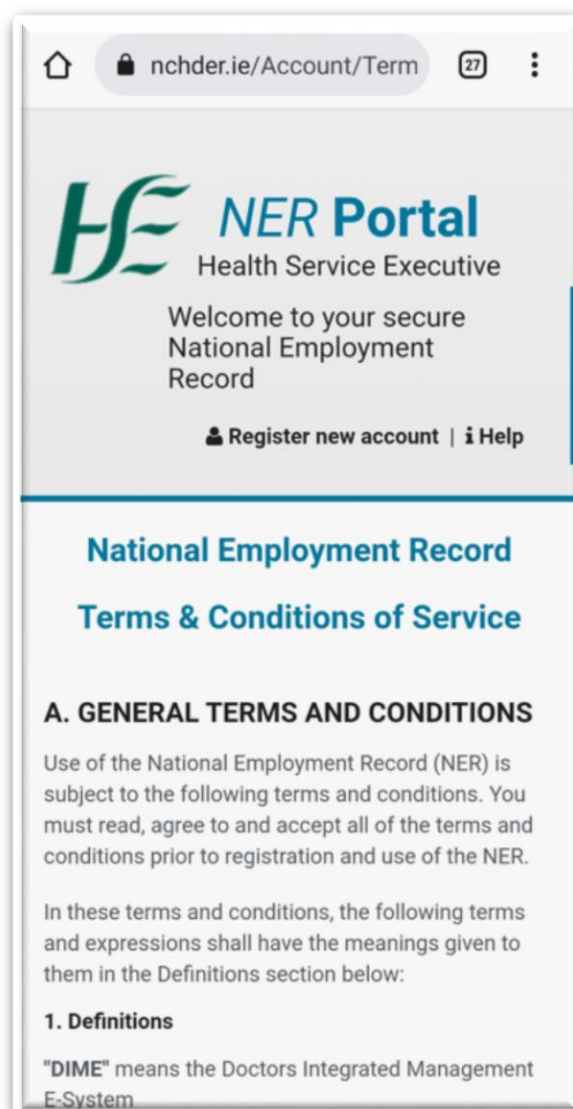 nchder.ie/Account/Term
27
HSE
NER Portal
Health Service Executive
Welcome to your secure
National Employment
Record
Register new account | i Help
National Employment Record
Terms & Conditions of Service
A. GENERAL TERMS AND CONDITIONS
Use of the National Employment Record (NER) is
subject to the following terms and conditions. You
must read, agree to and accept all of the terms and
conditions prior to registration and use of the NER.
In these terms and conditions, the following terms
and expressions shall have the meanings given to
them in the Definitions section below:
1. Definitions
"DIME" means the Doctors Integrated Management
E-System